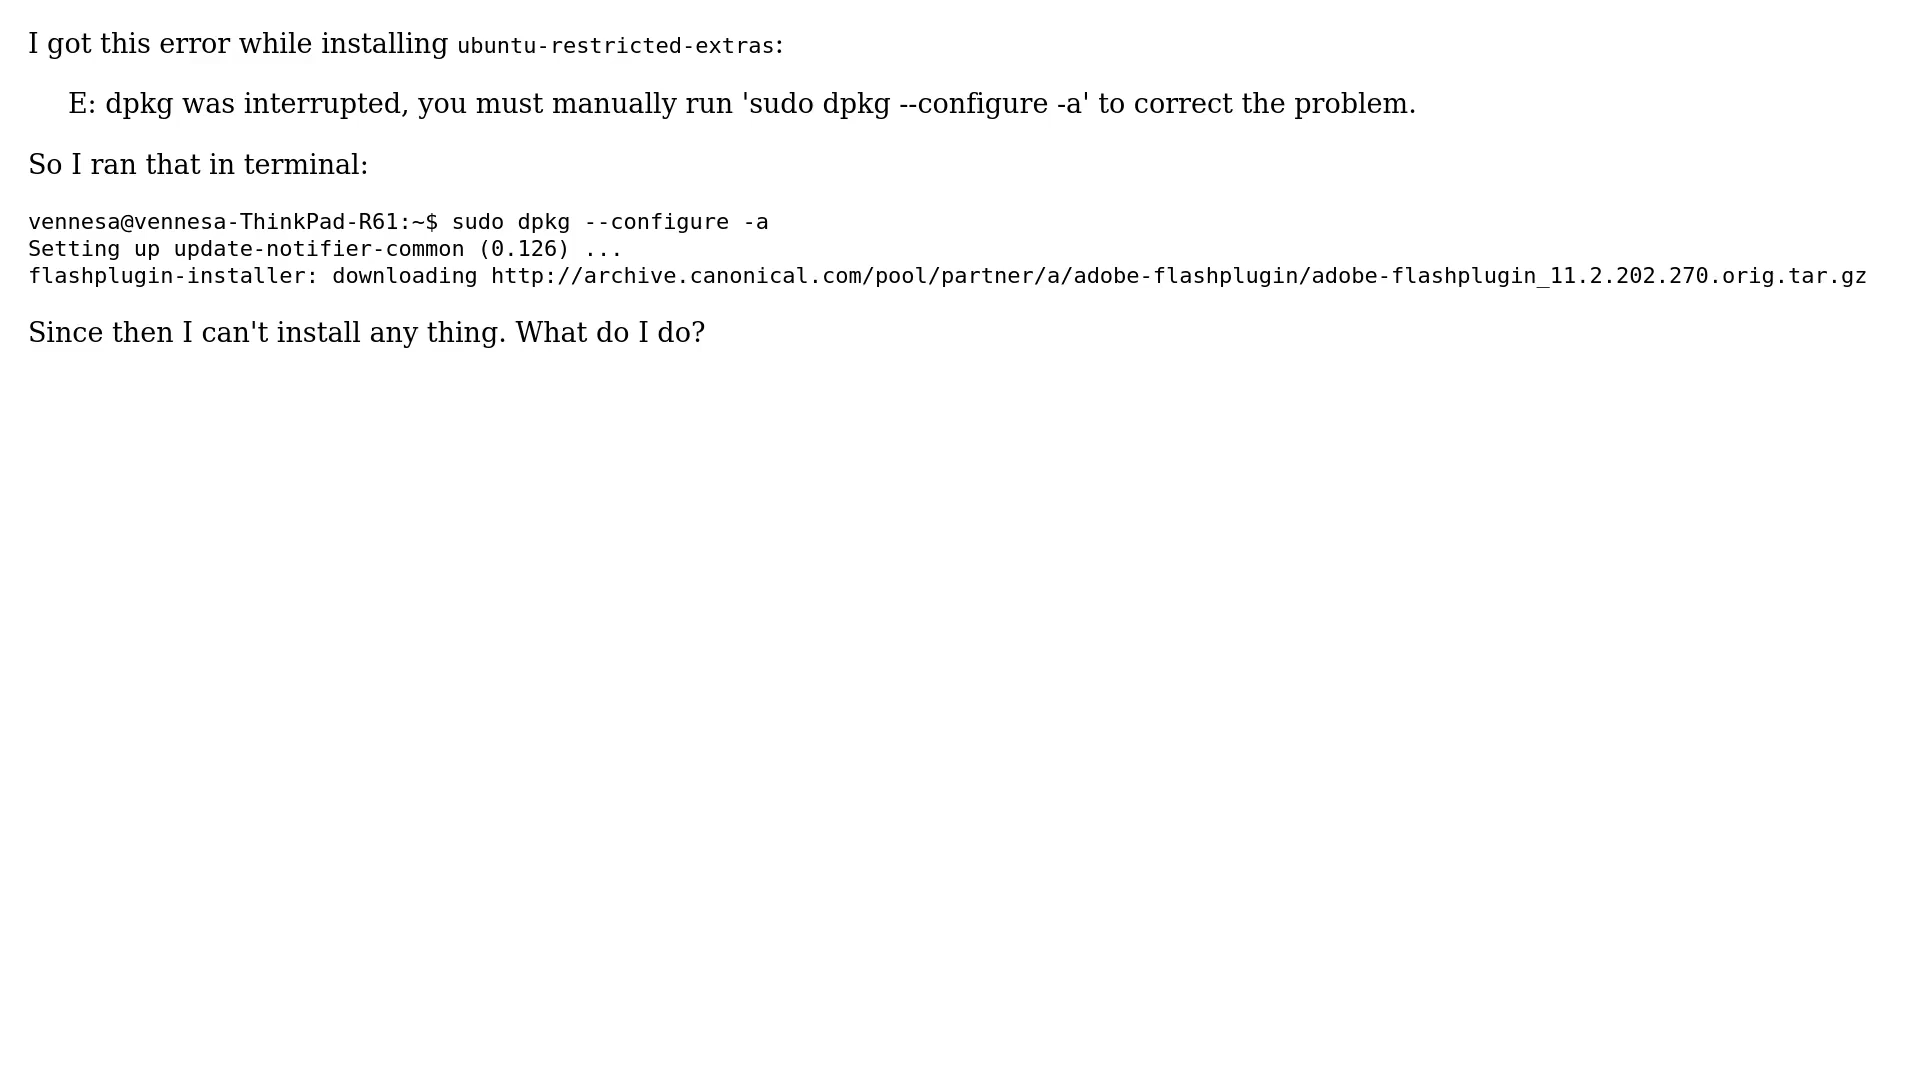 I got this error while installing ubuntu-restricted-extras:
E: dpkg was interrupted, you must manually run 'sudo dpkg --configure -a' to correct the problem.
So I ran that in terminal:
vennesa@vennesa-ThinkPad-R61:~$ sudo dpkg --configure -a
Setting up update-notifier-common (0.126) ...
flashplugin-installer: downloading http://archive.canonical.com/pool/partner/a/adobe-flashplugin/adobe-flashplugin_11.2.202.270.orig.tar.gz
Since then I can't install any thing. What do I do?